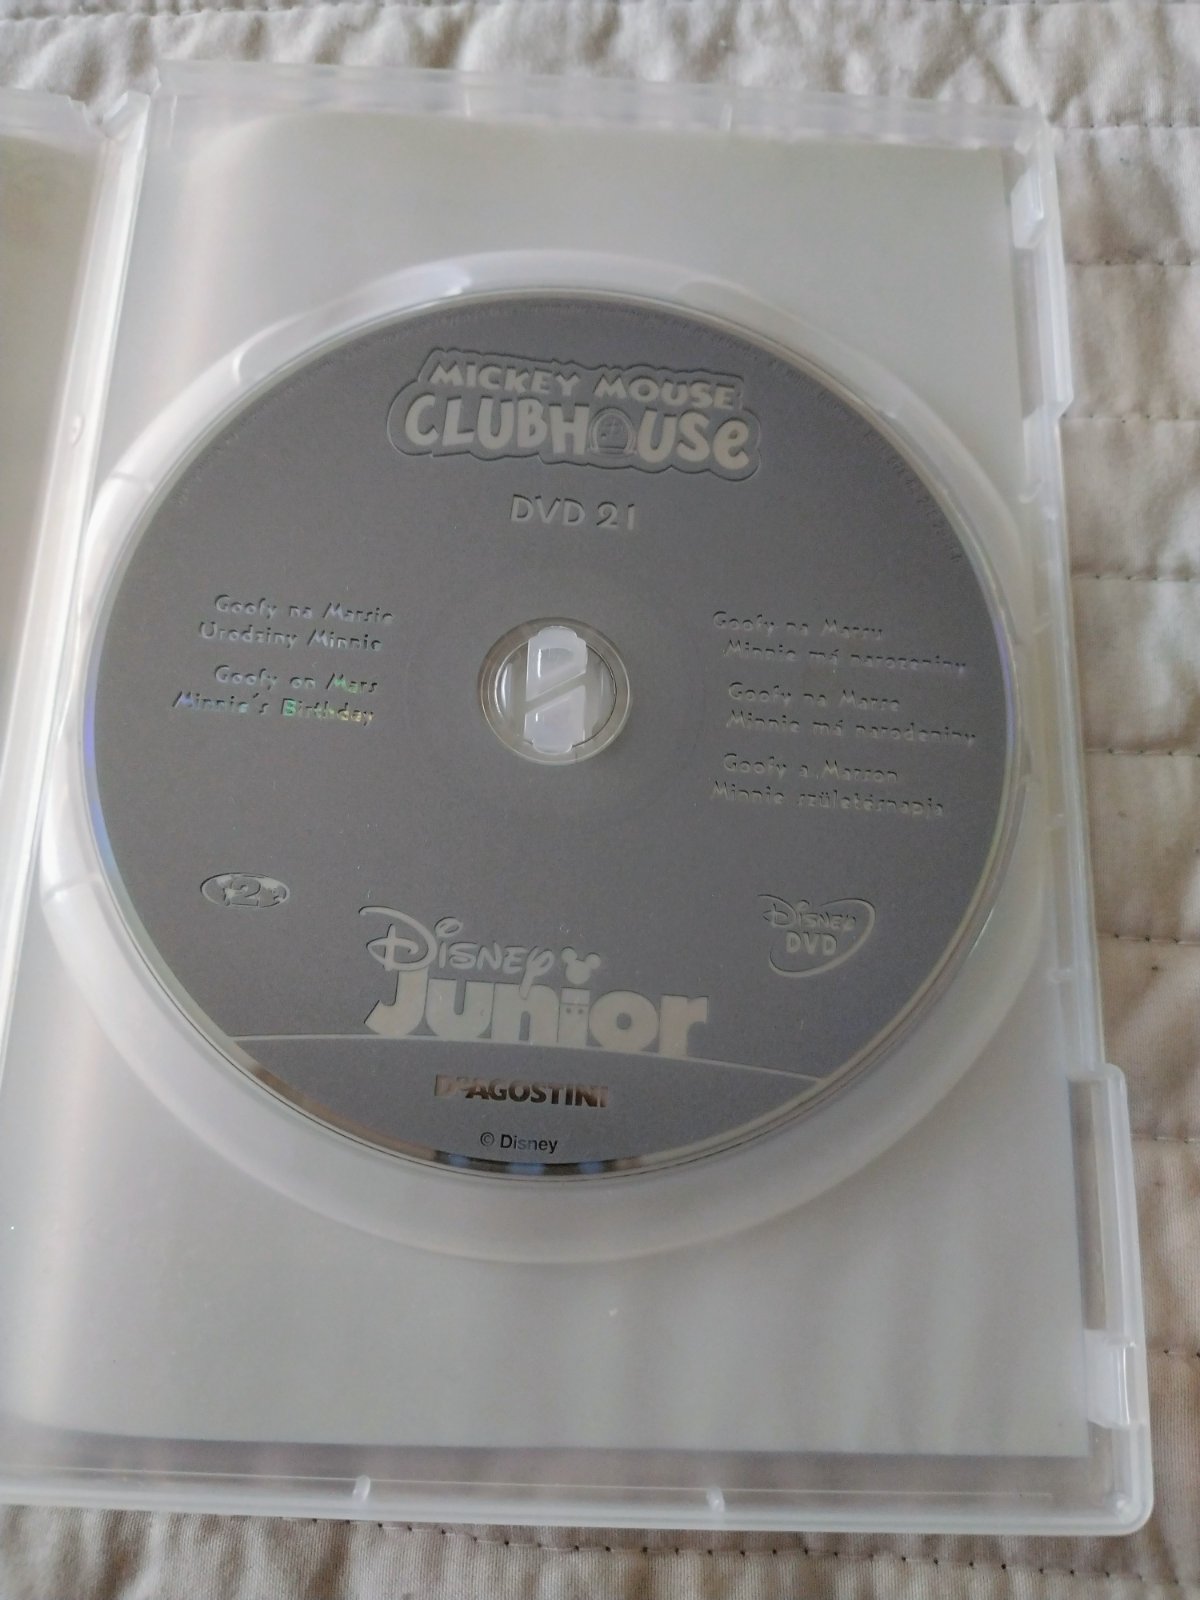 MICKEY MOUSE
CLUBHOUSE
DVD 21
Goofy na Marsie
Urodziny Minnie
Goofy on Mars
Minnie's Birthday
Goofy na Marsu
Minnie má narozeniny
Goofy na Marse
Minnie má narodeniny
Goofy a Marson
Minnie születésnapja
2
Disney
DVD
Disney
Junior
DeAGOSTINI
© Disney